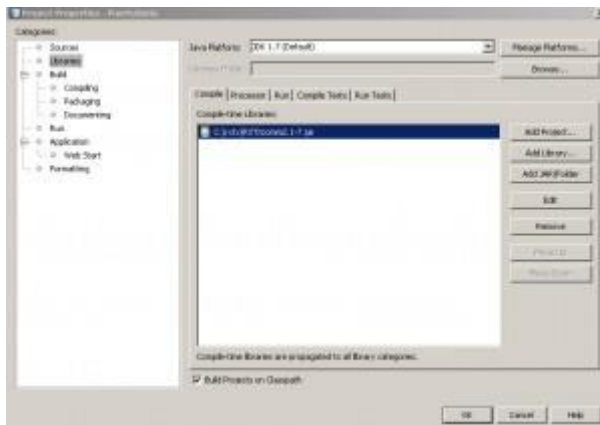 Project Properties -
Categories:
Sources
Libraries
Build
Compiling
Packaging
Documenting
Run
Application
Web Start
Formatting
Java Platform: JDK 1.7 (Default)
Manage Platforms...
Browse...
Compile Processor Run Compile Tests Run Tests
Compile-time Libraries:
Add Project...
Add Library...
Add JAR/Folder
Edit
Remove
Move Up
Move Down
Compile-time libraries are propagated to all library categories.
Build Projects on Classpath
OK Cancel Help